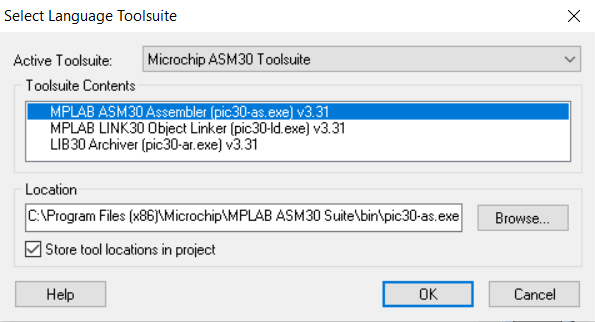 Select Language Toolsuite
Active Toolsuite: Microchip ASM30 Toolsuite
Toolsuite Contents
MPLAB ASM30 Assembler (pic30-as.exe) v3.31
MPLAB LINK30 Object Linker (pic30-ld.exe) v3.31
LIB30 Archiver (pic30-ar.exe) v3.31
Location
C:\Program Files (x86)\Microchip\MPLAB ASM30 Suite\bin\pic30-as.exe Browse...
Store tool locations in project
Help OK Cancel